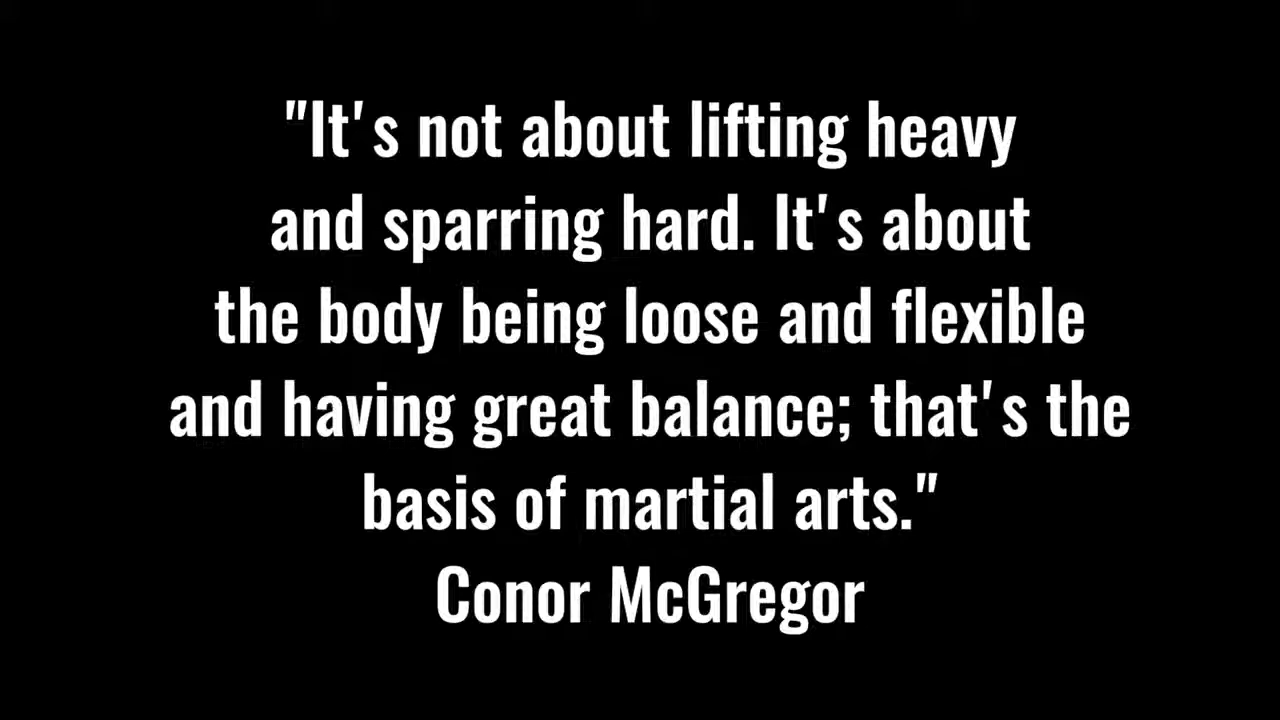 "It's not about lifting heavy
and sparring hard. It's about
the body being loose and flexible
and having great balance; that's the
basis of martial arts."
Conor McGregor